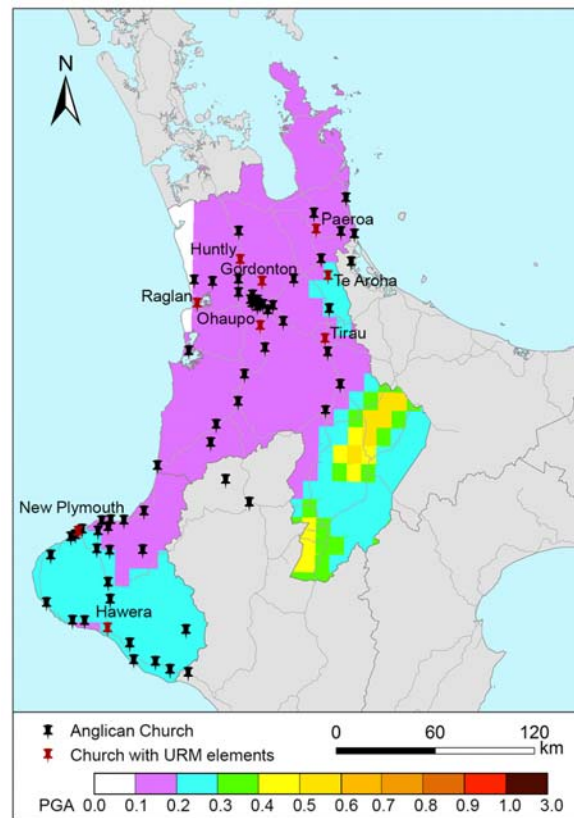 N
Paeroa
Huntly
Gordonton
Te Aroha
Raglan
Ohaupo
Tirau
New Plymouth
Hawera
Anglican Church
0 60 120
Church with URM elements
km
PGA 0.0 0.1 0.2 0.3 0.4 0.5 0.6 0.7 0.8 0.9 1.0 3.0